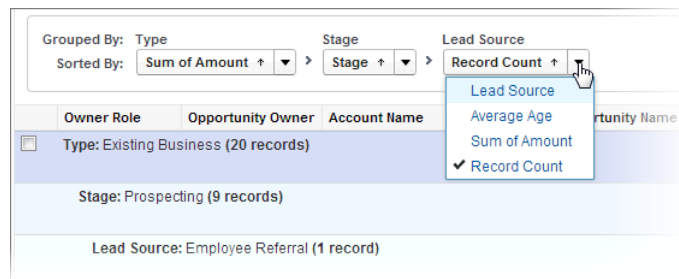 Grouped By: Type Stage Lead Source
Sorted By: Sum of Amount ↑ > Stage ↑ > Record Count ↑
Lead Source
Average Age
Sum of Amount
✔ Record Count
Owner Role Opportunity Owner Account Name rtunity Name
Type: Existing Business (20 records)
Stage: Prospecting (9 records)
Lead Source: Employee Referral (1 record)